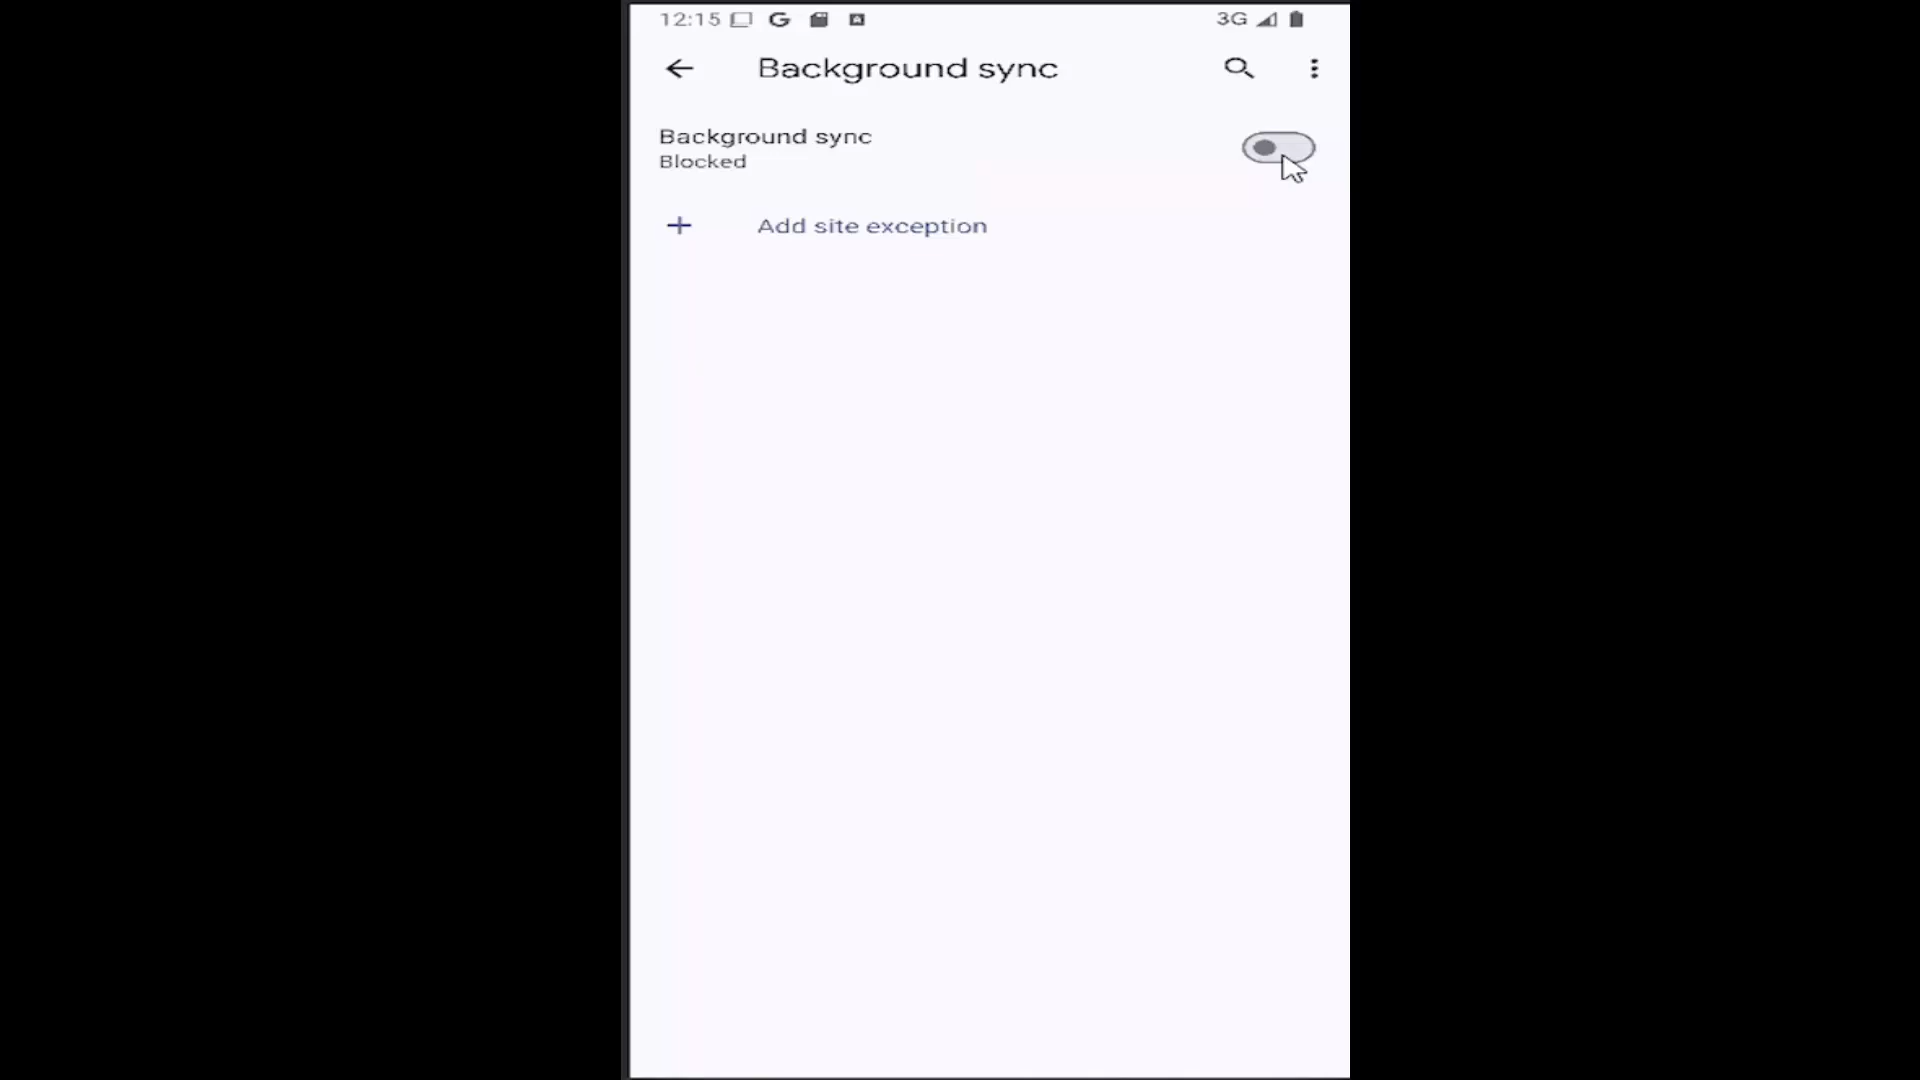 12:15 G 3G
Background sync
Background sync
Blocked
+ Add site exception